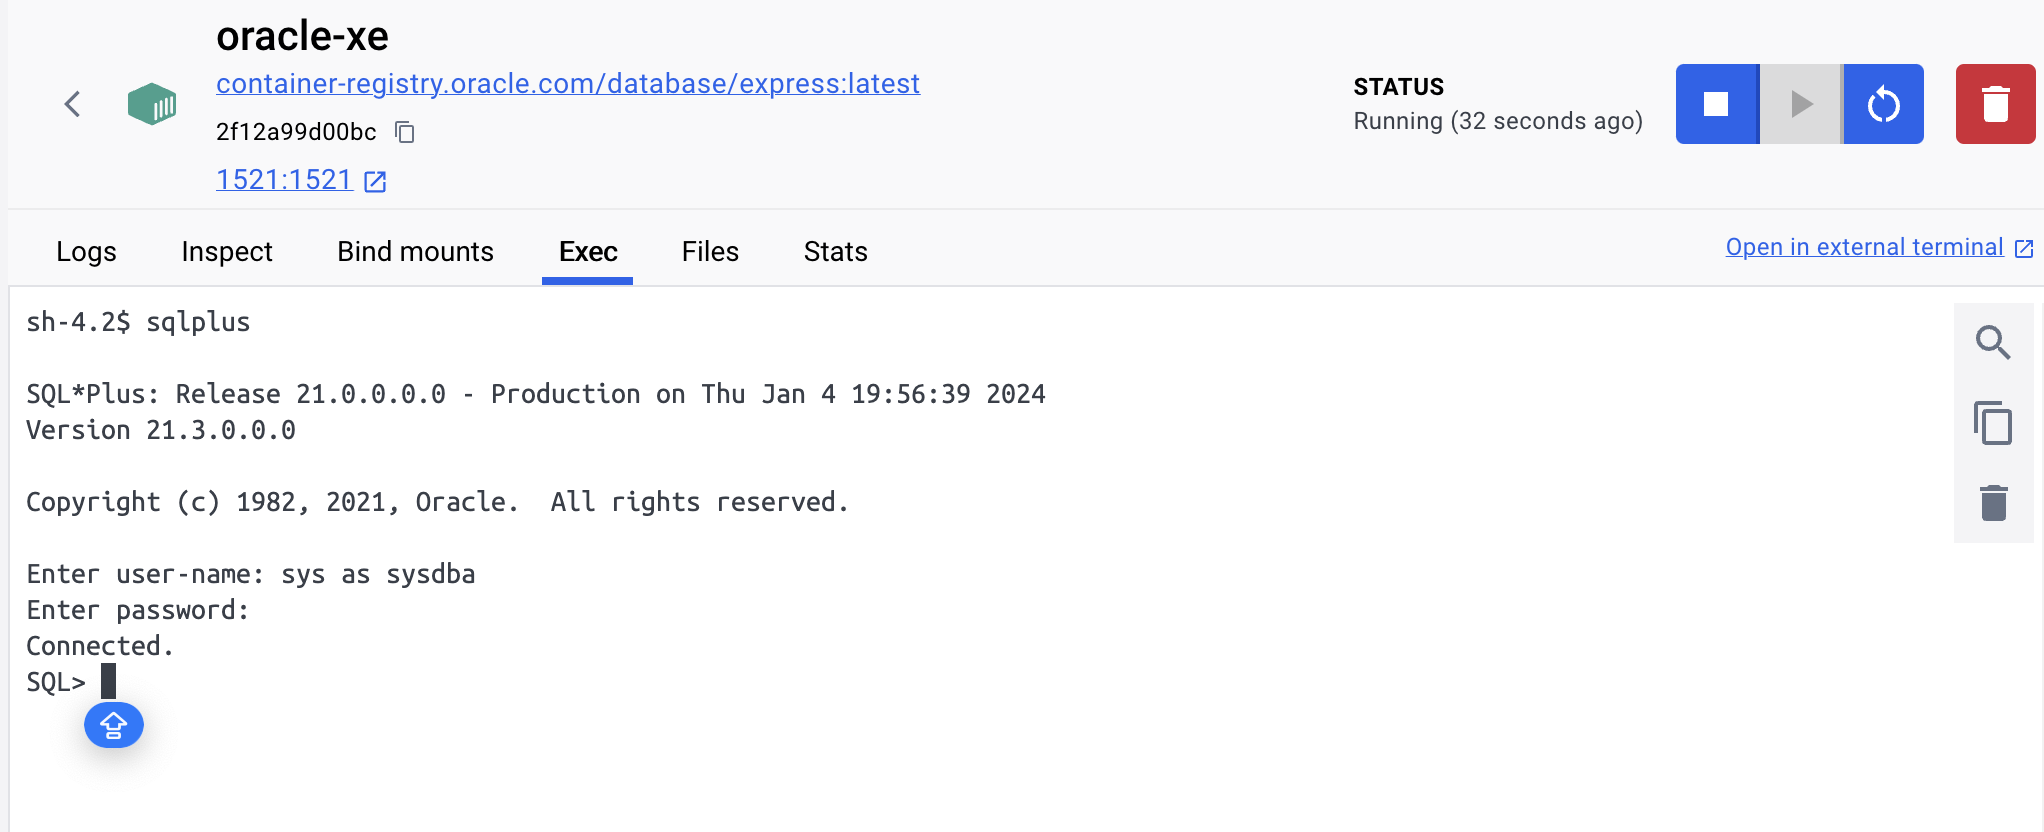 oracle-xe
container-registry.oracle.com/database/express:latest
2f12a99d00bc
1521:1521
STATUS
Running (32 seconds ago)
Logs Inspect Bind mounts Exec Files Stats
Open in external terminal
sh-4.2$ sqlplus
SQL*Plus: Release 21.0.0.0.0 - Production on Thu Jan 4 19:56:39 2024
Version 21.3.0.0.0
Copyright (c) 1982, 2021, Oracle.  All rights reserved.
Enter user-name: sys as sysdba
Enter password:
Connected.
SQL>